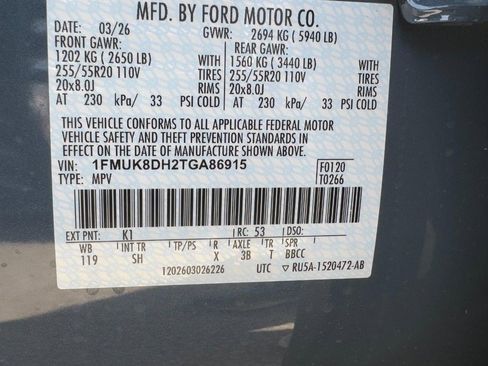 MFD. BY FORD MOTOR CO.
DATE: 03/26 GVWR: 2694 KG (5940 LB)
FRONT GAWR: REAR GAWR:
1202 KG (2650 LB) WITH 1560 KG (3440 LB) WITH
255/55R20 110V TIRES 255/55R20 110V TIRES
20x8.0J RIMS 20x8.0J RIMS
AT 230 kPa/ 33 PSI COLD AT 230 kPa/ 33 PSI COLD
THIS VEHICLE CONFORMS TO ALL APPLICABLE FEDERAL MOTOR
VEHICLE SAFETY AND BUMPER STANDARDS IN EFFECT ON THE DATE OF
MANUFACTURE SHOWN ABOVE.
VIN: 1FMUK8DH2TGA86915 F0120
TYPE: MPV T0266
EXT PNT: K1 RC: 53 DSO:
WB INT TR TP/PS R AXLE TR SPR
119 SH X 3B T BBCC
1202603026226 UTC RU5A-1520472-AB